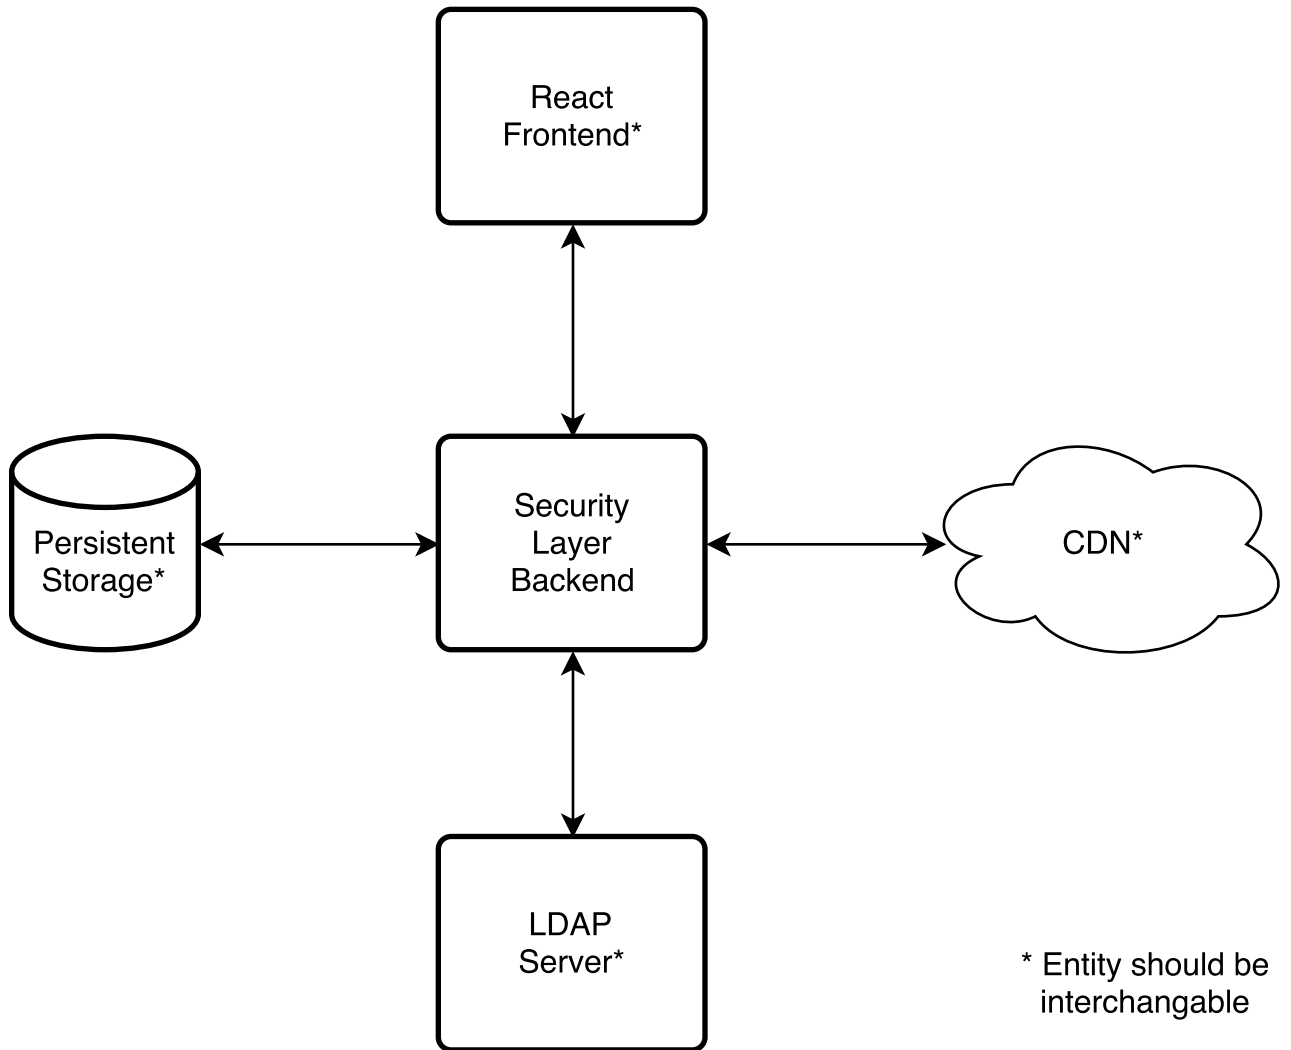 React
Frontend*
Security
Layer
Backend
Persistent
Storage*
CDN*
LDAP
Server*
* Entity should be
interchangable